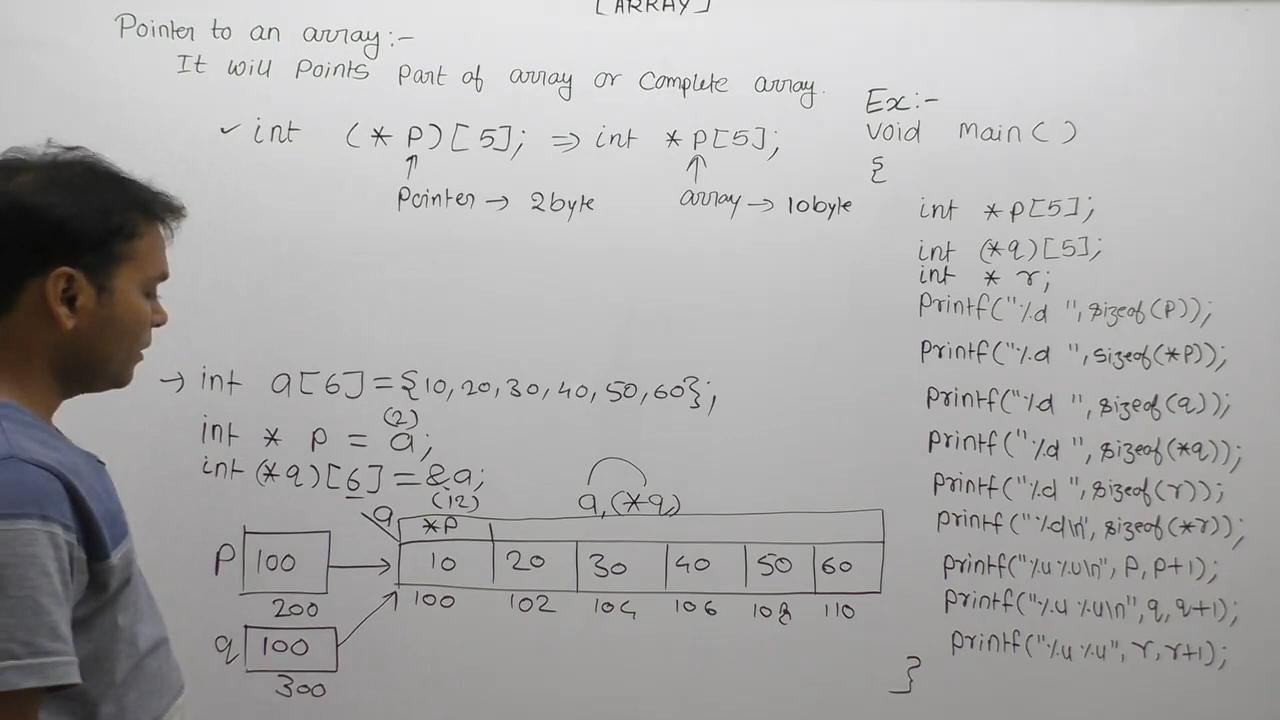 [ARRAY]
Pointer to an array:-
It will Points Part of array or Complete array.
✓ int (* P)[5]; ⇒ int * P[5];
↑ ↑
Pointer → 2byte array → 10byte
→ int a[6] = {10, 20, 30, 40, 50, 60};
(2)
int * P = a;
int (*q)[6] = &a;
(12)
a, (*q)
a
*P
P 100 → 10 20 30 40 50 60
200 100 102 104 106 108 110
q 100
300
Ex:-
void main()
{
int * P[5];
int (*q)[5];
int * r;
Printf("%d ", sizeof(P));
Printf("%d ", sizeof(*P));
Printf("%d ", sizeof(q));
Printf("%d ", sizeof(*q));
Printf("%d ", sizeof(r));
Printf("%d\n", sizeof(*r));
Printf("%u %u\n", P, P+1);
Printf("%u %u\n", q, q+1);
Printf("%u %u", r, r+1);
}